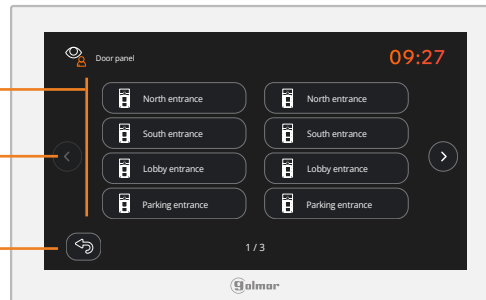 Door panel 09:27
North entrance North entrance
South entrance South entrance
Lobby entrance Lobby entrance
Parking entrance Parking entrance
1 / 3
golmar